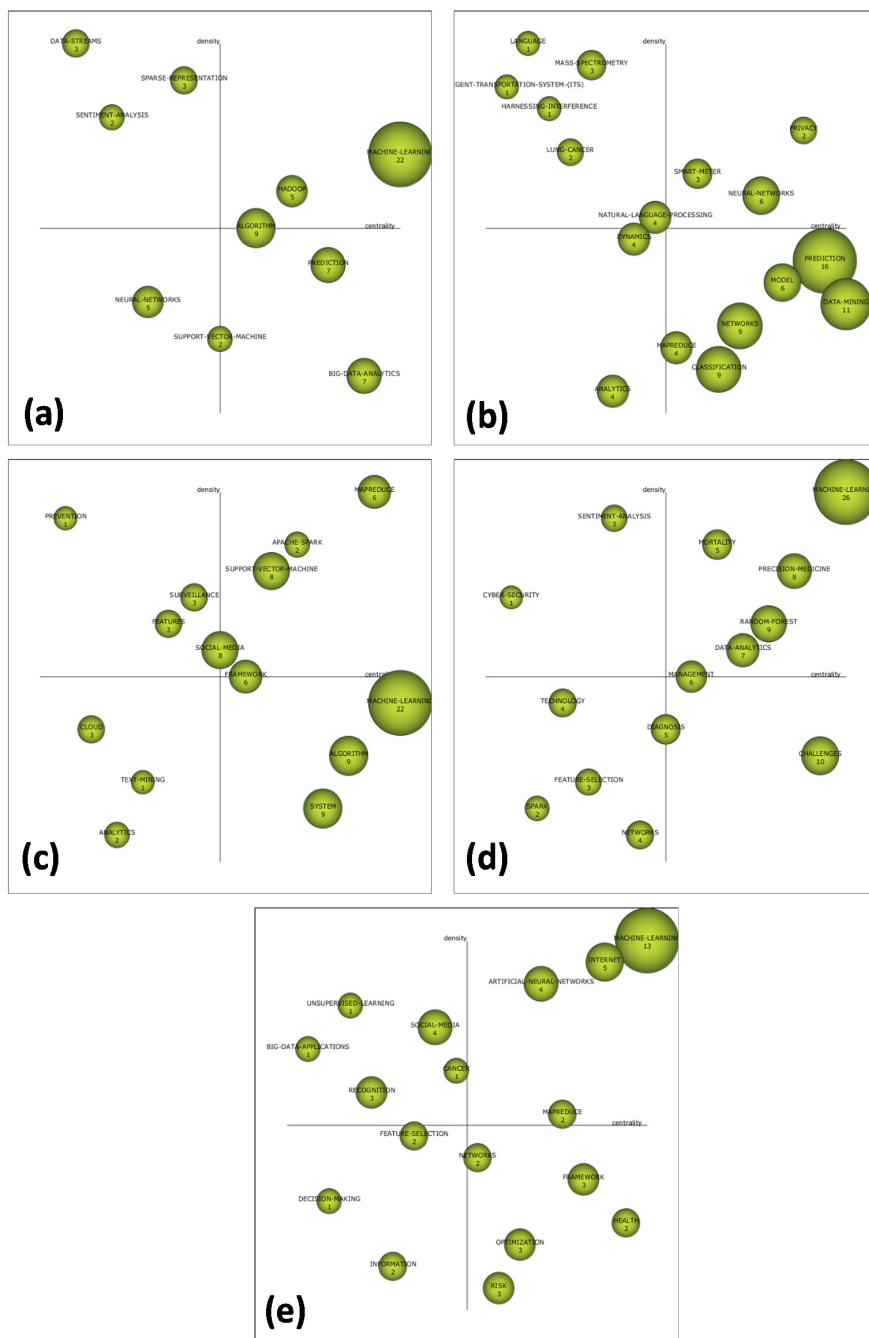 density
DATA-STREAMS
3
SPARSE-REPRESENTATION
3
SENTIMENT-ANALYSIS
2
MACHINE-LEARNING
22
HADOOP
5
centrality
ALGORITHM
9
PREDICTION
7
NEURAL-NETWORKS
5
SUPPORT-VECTOR-MACHINE
2
BIG-DATA-ANALYTICS
7
(a)
density
LANGUAGE
1
MASS-SPECTROMETRY
3
IGENT-TRANSPORTATION-SYSTEM-(ITS)
1
HARNESSING-INTERFERENCE
1
PRIVACY
2
LUNG-CANCER
2
SMART-METER
3
NEURAL-NETWORKS
6
NATURAL-LANGUAGE-PROCESSING
4
centrality
DYNAMICS
4
PREDICTION
16
MODEL
6
DATA-MINING
11
NETWORKS
9
MAPREDUCE
4
CLASSIFICATION
9
ANALYTICS
4
(b)
density
MAPREDUCE
6
PREVENTION
1
APACHE-SPARK
2
SUPPORT-VECTOR-MACHINE
8
SURVEILLANCE
3
FEATURES
3
SOCIAL-MEDIA
8
centrality
FRAMEWORK
6
MACHINE-LEARNING
22
CLOUD
3
ALGORITHM
9
TEXT-MINING
1
SYSTEM
9
ANALYTICS
2
(c)
density
MACHINE-LEARNING
26
SENTIMENT-ANALYSIS
3
MORTALITY
5
PRECISION-MEDICINE
8
CYBER-SECURITY
1
RANDOM-FOREST
9
DATA-ANALYTICS
7
centrality
MANAGEMENT
6
TECHNOLOGY
4
DIAGNOSIS
5
CHALLENGES
10
FEATURE-SELECTION
3
SPARK
2
NETWORKS
4
(d)
density
MACHINE-LEARNING
13
INTERNET
5
ARTIFICIAL-NEURAL-NETWORKS
4
UNSUPERVISED-LEARNING
1
SOCIAL-MEDIA
4
BIG-DATA-APPLICATIONS
1
CANCER
1
RECOGNITION
3
MAPREDUCE
2
centrality
FEATURE-SELECTION
2
NETWORKS
2
FRAMEWORK
3
DECISION-MAKING
1
HEALTH
2
OPTIMIZATION
3
INFORMATION
2
RISK
3
(e)